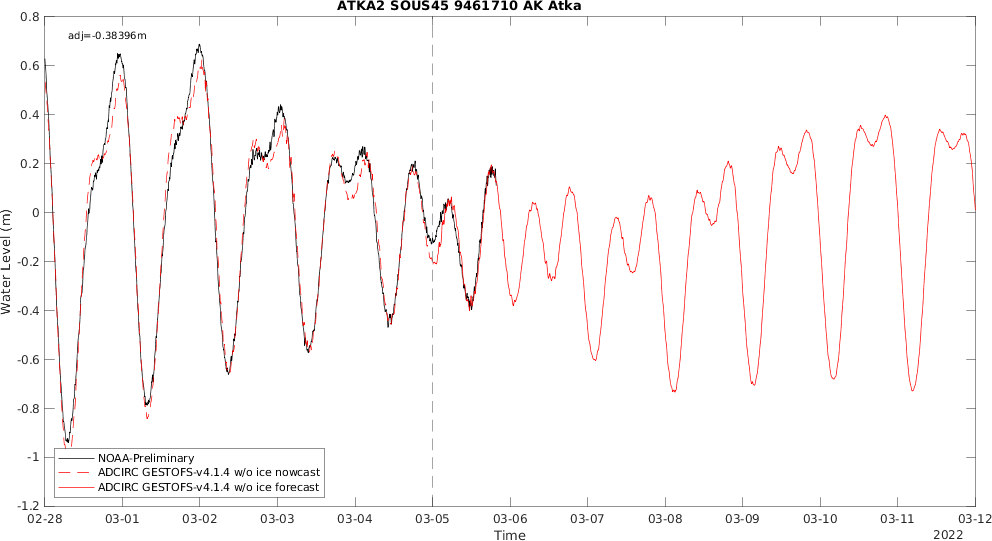 ATKA2 SOUS45 9461710 AK Atka
adj=-0.38396m
0.8
0.6
0.4
0.2
0
-0.2
-0.4
-0.6
-0.8
-1
-1.2
Water Level (m)
NOAA-Preliminary
ADCIRC GESTOFS-v4.1.4 w/o ice nowcast
ADCIRC GESTOFS-v4.1.4 w/o ice forecast
02-28 03-01 03-02 03-03 03-04 03-05 03-06 03-07 03-08 03-09 03-10 03-11 03-12
Time
2022